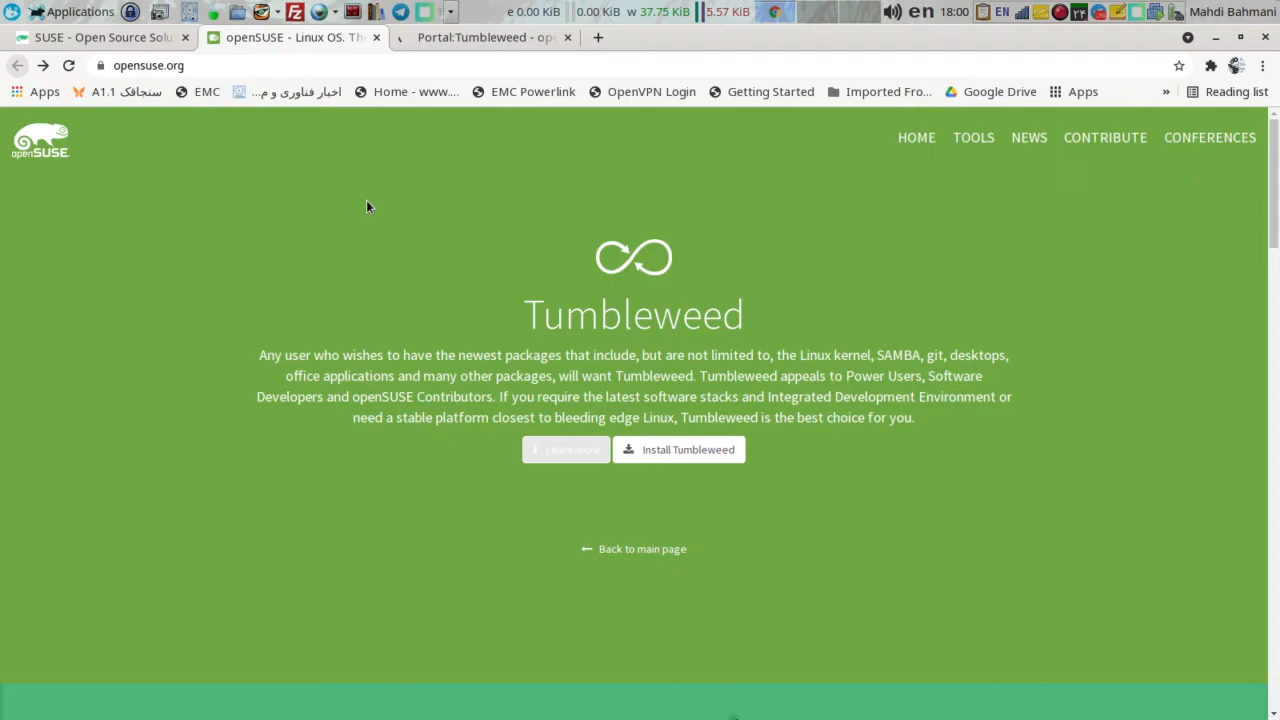 Applications
e 0.00 KiB 0.00 KiB w 37.75 KiB 5.57 KiB
en 18:00 EN ۲۴ Mahdi Bahmani
SUSE - Open Source Solu
openSUSE - Linux OS. Th
Portal:Tumbleweed - op
opensuse.org
Apps
A1.1 سنجاقک
EMC
اخبار فناوری و م...
Home - www....
EMC Powerlink
OpenVPN Login
Getting Started
Imported Fro...
Google Drive
Apps
»
Reading list
openSUSE
HOME TOOLS NEWS CONTRIBUTE CONFERENCES
Tumbleweed
Any user who wishes to have the newest packages that include, but are not limited to, the Linux kernel, SAMBA, git, desktops,
office applications and many other packages, will want Tumbleweed. Tumbleweed appeals to Power Users, Software
Developers and openSUSE Contributors. If you require the latest software stacks and Integrated Development Environment or
need a stable platform closest to bleeding edge Linux, Tumbleweed is the best choice for you.
Learn more Install Tumbleweed
Back to main page